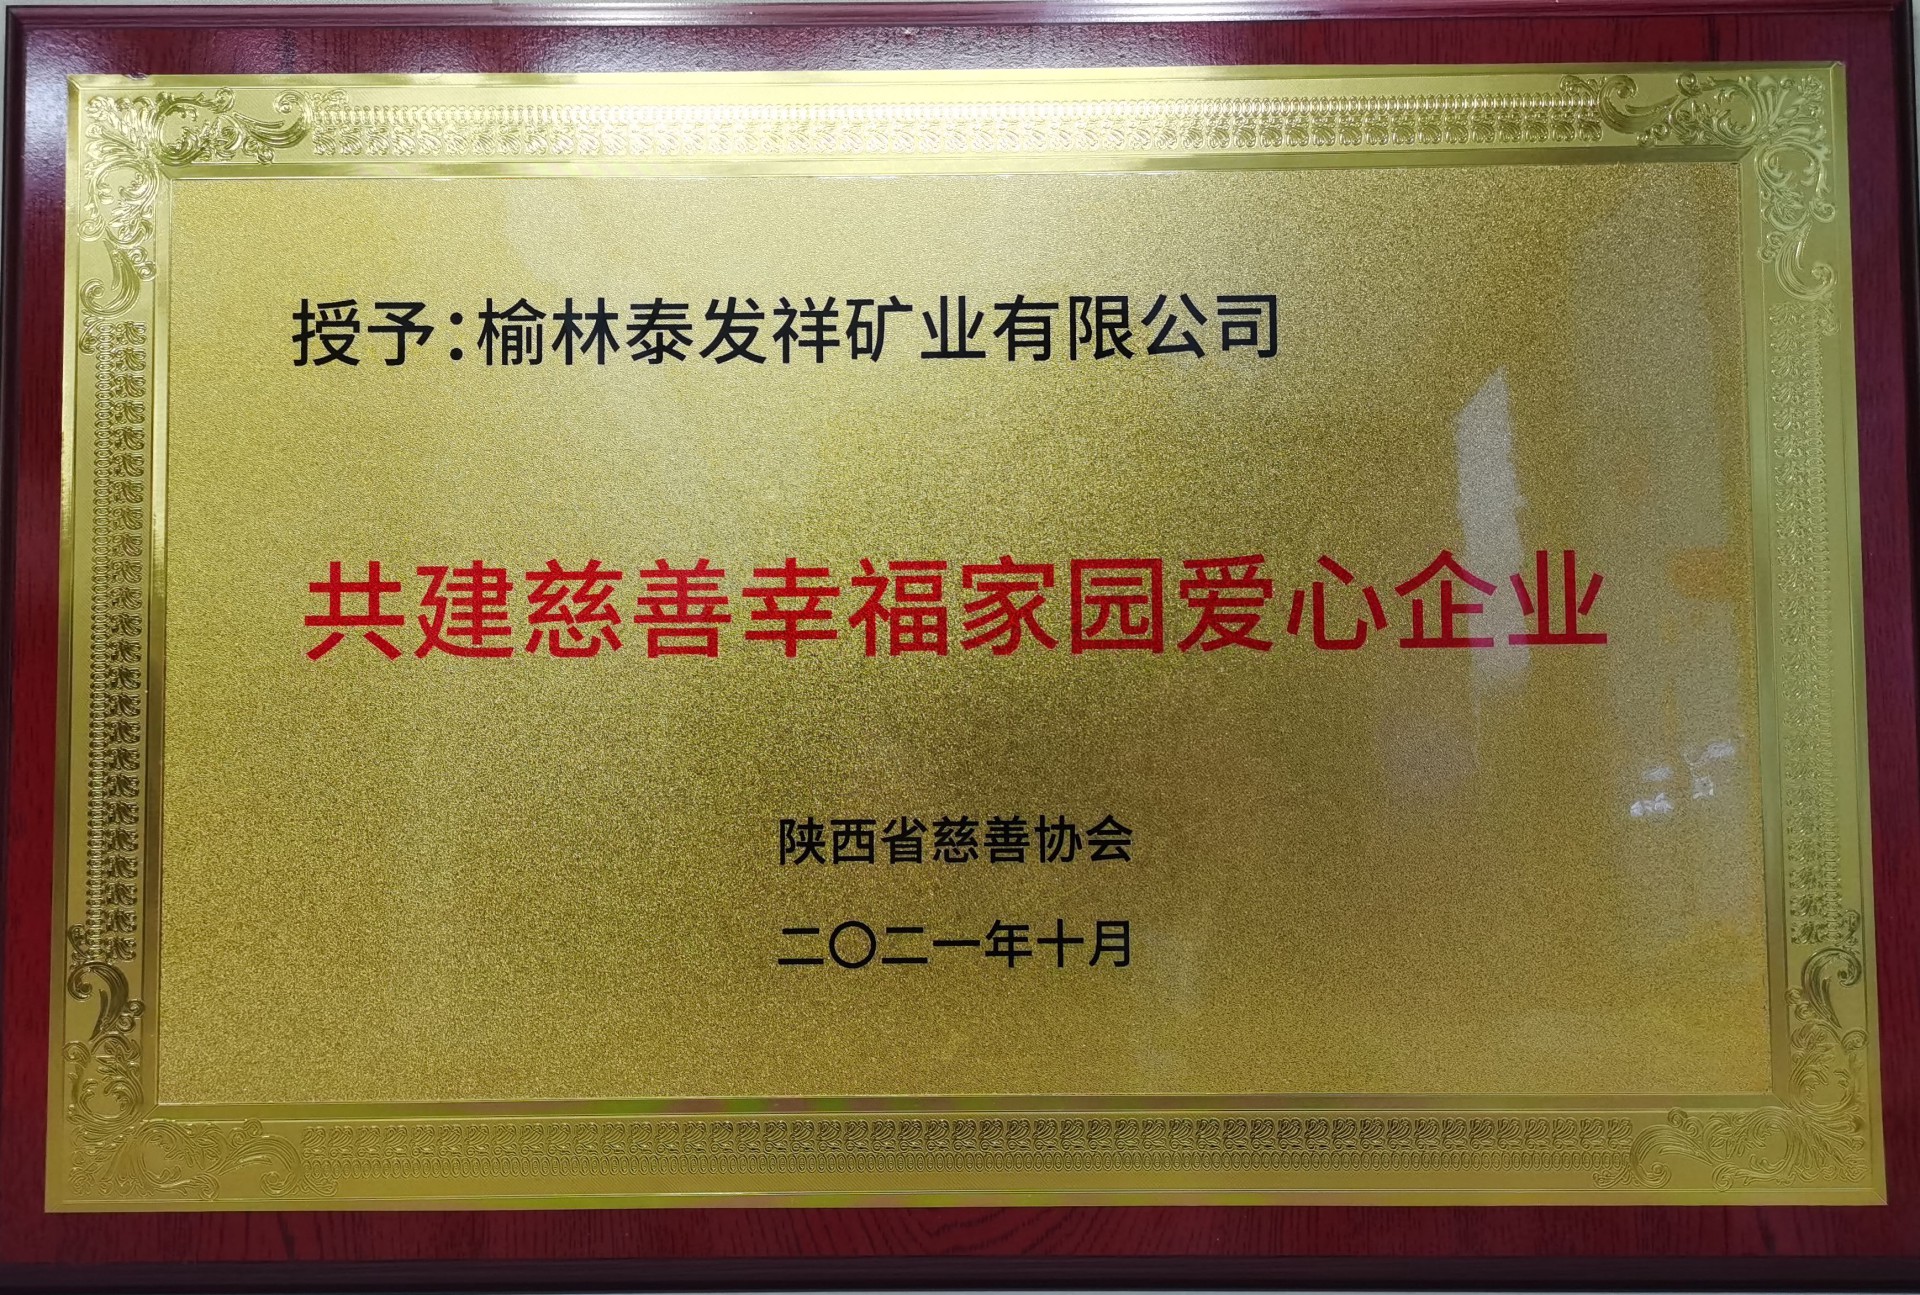 授予：榆林泰发祥矿业有限公司
共建慈善幸福家园爱心企业
陕西省慈善协会
二〇二一年十月